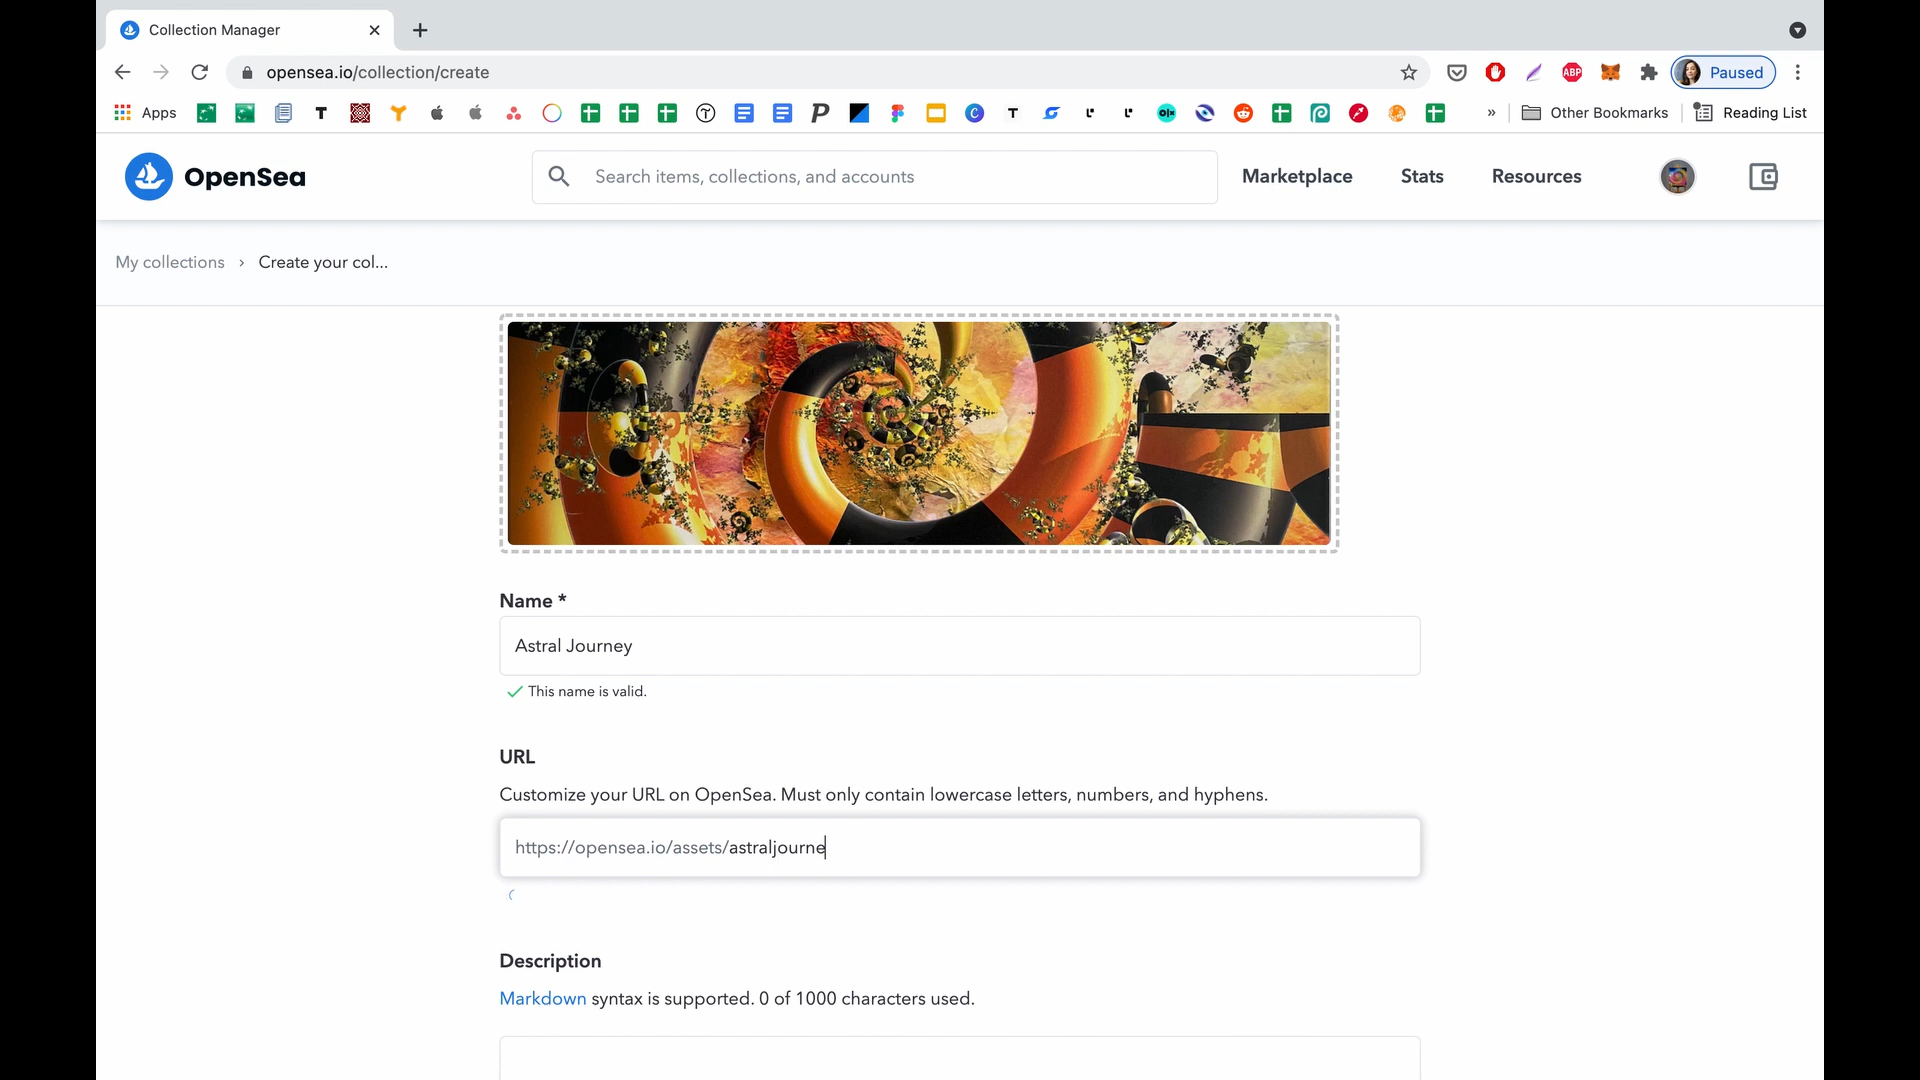 Collection Manager
opensea.io/collection/create
ABP
Paused
Apps
Other Bookmarks
Reading List
OpenSea
Search items, collections, and accounts
Marketplace
Stats
Resources
My collections › Create your col...
Name *
Astral Journey
This name is valid.
URL
Customize your URL on OpenSea. Must only contain lowercase letters, numbers, and hyphens.
https://opensea.io/assets/astraljourne
Description
Markdown syntax is supported. 0 of 1000 characters used.